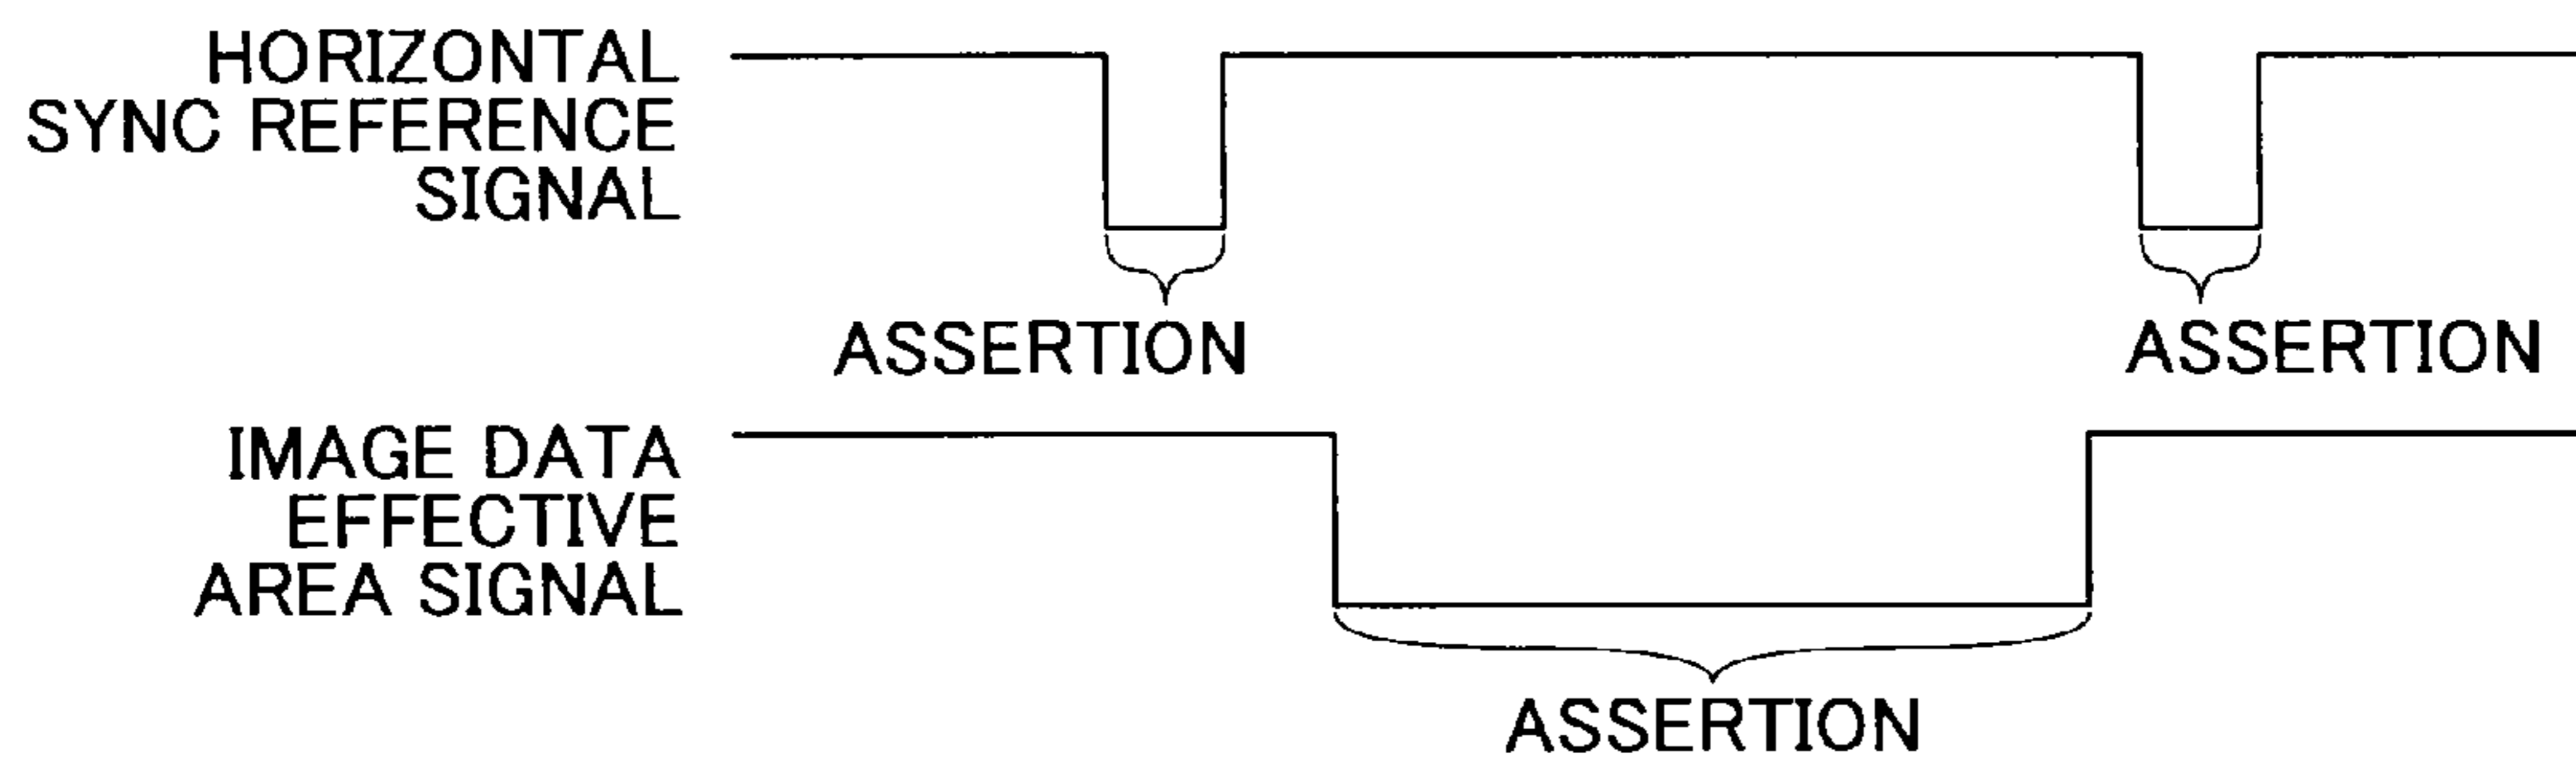 HORIZONTAL
SYNC REFERENCE
SIGNAL
ASSERTION
ASSERTION
IMAGE DATA
EFFECTIVE
AREA SIGNAL
ASSERTION